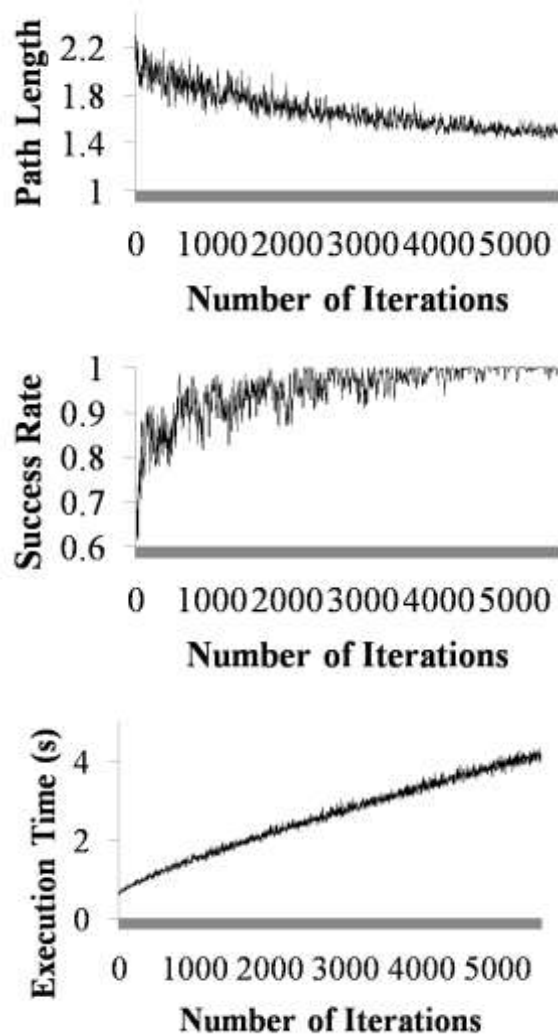 Path Length
2.2
1.8
1.4
1
0 1000 2000 3000 4000 5000
Number of Iterations
Success Rate
1
0.9
0.8
0.7
0.6
0 1000 2000 3000 4000 5000
Number of Iterations
Execution Time (s)
4
2
0
0 1000 2000 3000 4000 5000
Number of Iterations